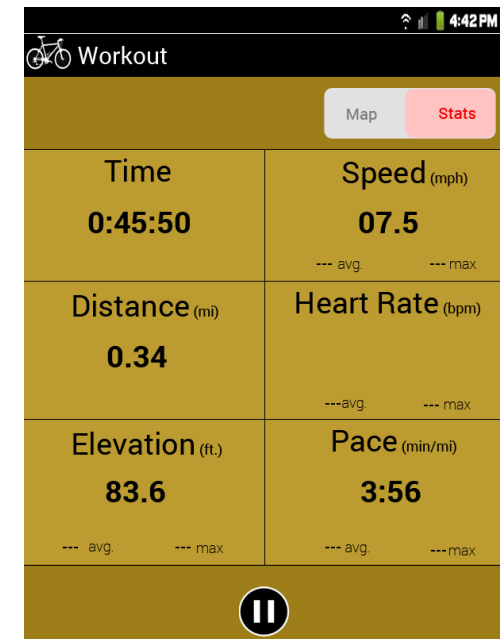 4:42 PM
Workout
Map Stats
Time
0:45:50
Speed (mph)
07.5
--- avg. --- max
Distance (mi)
0.34
Heart Rate (bpm)
---avg. --- max
Elevation (ft.)
83.6
--- avg. --- max
Pace (min/mi)
3:56
--- avg. ---max